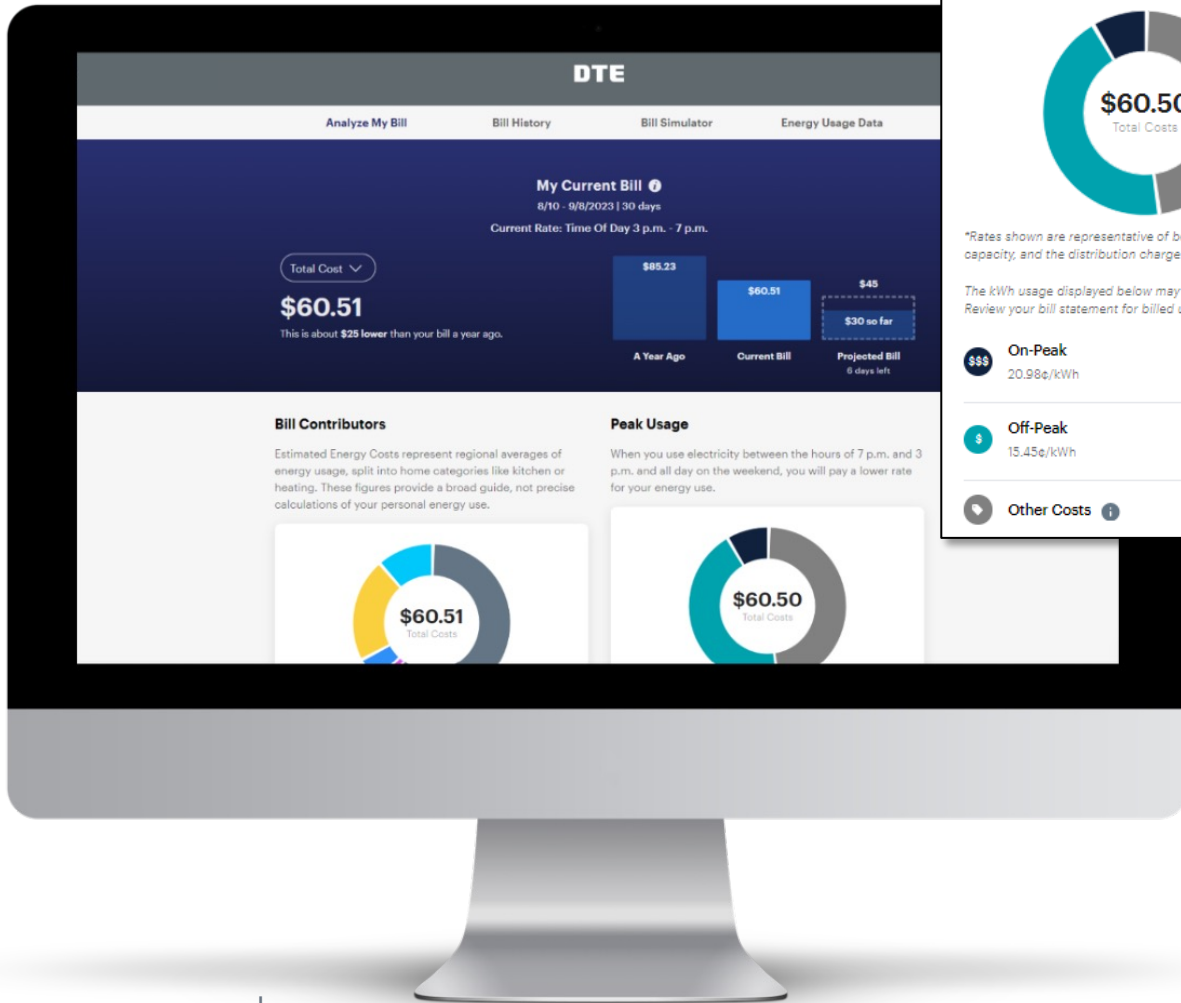 DTE
Analyze My Bill
Bill History
Bill Simulator
Energy Usage Data
My Current Bill i
8/10 - 9/8/2023 | 30 days
Current Rate: Time Of Day 3 p.m. - 7 p.m.
Total Cost
$60.51
This is about $25 lower than your bill a year ago.
$85.23
A Year Ago
$60.51
Current Bill
$45
$30 so far
Projected Bill
6 days left
Bill Contributors
Estimated Energy Costs represent regional averages of
energy usage, split into home categories like kitchen or
heating. These figures provide a broad guide, not precise
calculations of your personal energy use.
$60.51
Total Costs
Peak Usage
When you use electricity between the hours of 7 p.m. and 3
p.m. and all day on the weekend, you will pay a lower rate
for your energy use.
$60.50
Total Costs
$60.50
Total Costs
*Rates shown are representative of
capacity, and the distribution charge
The kWh usage displayed below may
Review your bill statement for billed
$$$
On-Peak
20.98¢/kWh
$
Off-Peak
15.45¢/kWh
Other Costs i